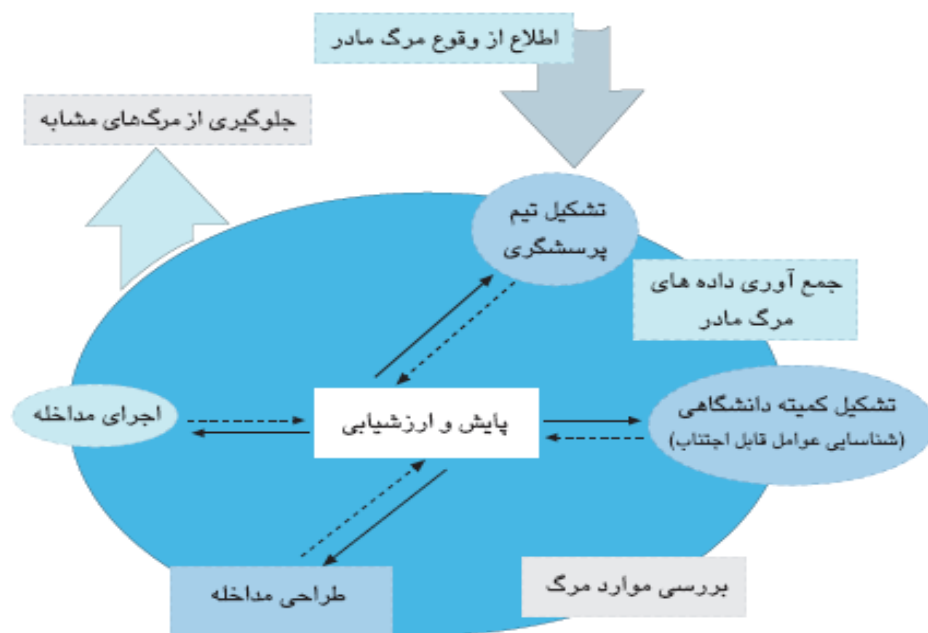 اطلاع از وقوع مرگ مادر
جلوگیری از مرگ‌های مشابه
تشکیل تیم
پرسشگری
جمع آوری داده های
مرگ مادر
تشکیل کمیته دانشگاهی
(شناسایی عوامل قابل اجتناب)
پایش و ارزشیابی
اجرای مداخله
بررسی موارد مرگ
طراحی مداخله